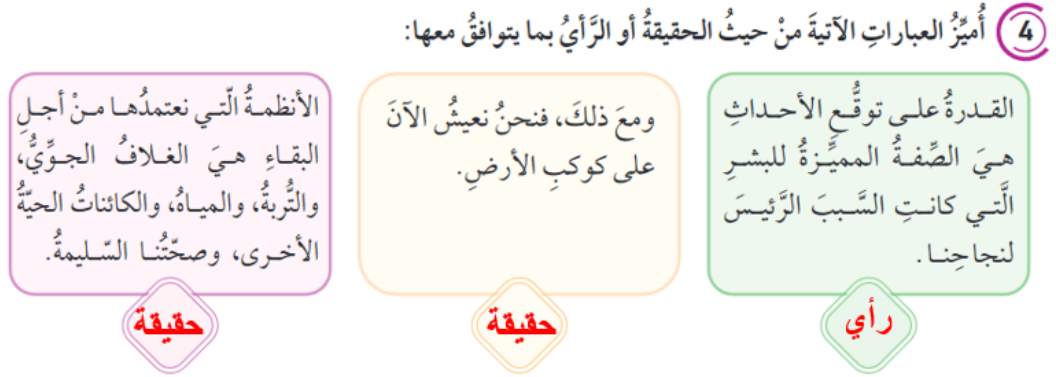 4 أُميِّزُ العباراتِ الآتيةَ منْ حيثُ الحقيقةُ أو الرَّأيُ بما يتوافقُ معها:
القدرةُ على توقُّعِ الأحداثِ
هيَ الصِّفةُ المميِّزةُ للبشرِ
الَّتي كانتِ السَّببَ الرَّئيسَ
لنجاحِنا.
رأي
ومعَ ذلكَ، فنحنُ نعيشُ الآنَ
على كوكبِ الأرضِ.
حقيقة
الأنظمةُ الّتي نعتمدُها منْ أجلِ
البقاءِ هيَ الغلافُ الجوِّيُّ،
والتُّربةُ، والمياهُ، والكائناتُ الحيّةُ
الأخرى، وصحّتُنا السّليمةُ.
حقيقة